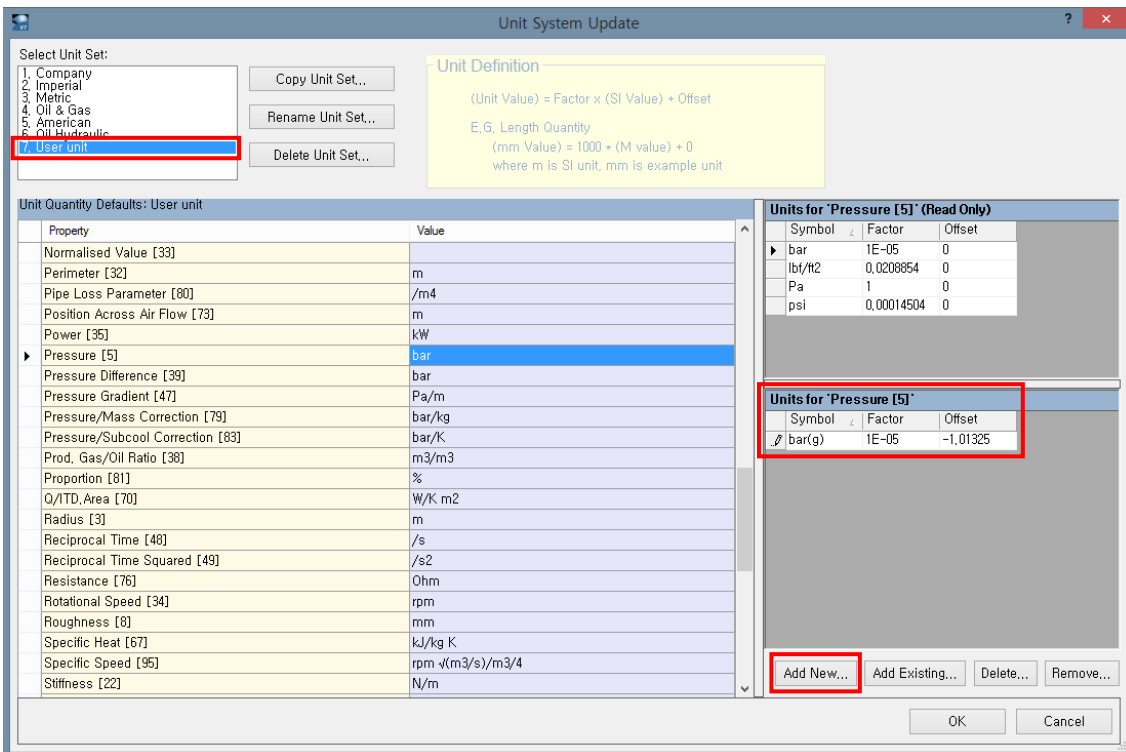 Unit System Update
?
Select Unit Set:
1. Company
2. Imperial
3. Metric
4. Oil & Gas
5. American
6. Oil Hydraulic
7. User unit
Copy Unit Set...
Rename Unit Set...
Delete Unit Set...
Unit Definition
(Unit Value) = Factor x (SI Value) + Offset
E.G. Length Quantity
(mm Value) = 1000 * (M value) + 0
where m is SI unit, mm is example unit
Unit Quantity Defaults: User unit
Property Value
Normalised Value [33]
Perimeter [32] m
Pipe Loss Parameter [80] /m4
Position Across Air Flow [73] m
Power [35] kW
Pressure [5] bar
Pressure Difference [39] bar
Pressure Gradient [47] Pa/m
Pressure/Mass Correction [79] bar/kg
Pressure/Subcool Correction [83] bar/K
Prod. Gas/Oil Ratio [38] m3/m3
Proportion [81] %
Q/ITD.Area [70] W/K m2
Radius [3] m
Reciprocal Time [48] /s
Reciprocal Time Squared [49] /s2
Resistance [76] Ohm
Rotational Speed [34] rpm
Roughness [8] mm
Specific Heat [67] kJ/kg K
Specific Speed [95] rpm √(m3/s)/m3/4
Stiffness [22] N/m
Units for 'Pressure [5]' (Read Only)
Symbol Factor Offset
bar 1E-05 0
lbf/ft2 0.0208854 0
Pa 1 0
psi 0.00014504 0
Units for 'Pressure [5]'
Symbol Factor Offset
bar(g) 1E-05 -1.01325
Add New... Add Existing... Delete... Remove...
OK Cancel